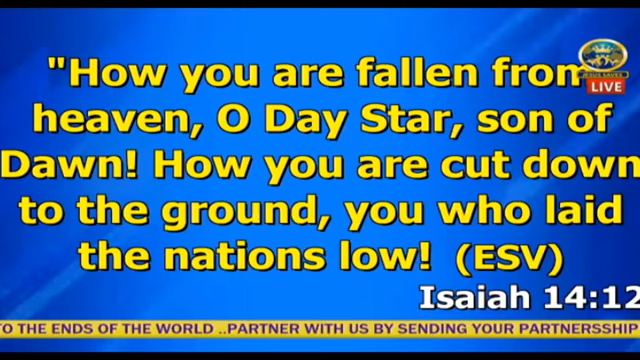 "How you are fallen from
heaven, O Day Star, son of
Dawn! How you are cut down
to the ground, you who laid
the nations low! (ESV)
Isaiah 14:12
JESUS SAVES
LIVE
TO THE ENDS OF THE WORLD ..PARTNER WITH US BY SENDING YOUR PARTNERSSHIP